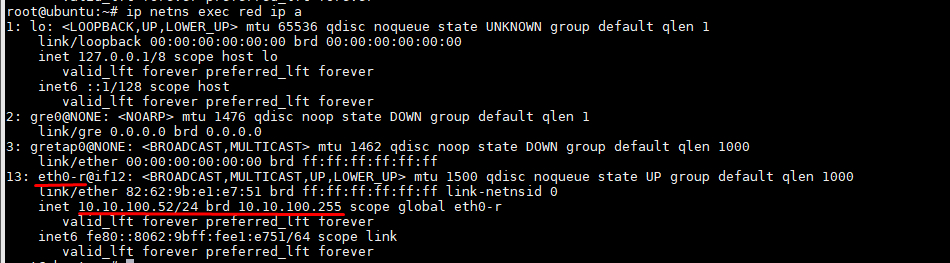 root@ubuntu:~# ip netns exec red ip a
1: lo: <LOOPBACK,UP,LOWER_UP> mtu 65536 qdisc noqueue state UNKNOWN group default qlen 1
    link/loopback 00:00:00:00:00:00 brd 00:00:00:00:00:00
    inet 127.0.0.1/8 scope host lo
       valid_lft forever preferred_lft forever
    inet6 ::1/128 scope host
       valid_lft forever preferred_lft forever
2: gre0@NONE: <NOARP> mtu 1476 qdisc noop state DOWN group default qlen 1
    link/gre 0.0.0.0 brd 0.0.0.0
3: gretap0@NONE: <BROADCAST,MULTICAST> mtu 1462 qdisc noop state DOWN group default qlen 1000
    link/ether 00:00:00:00:00:00 brd ff:ff:ff:ff:ff:ff
13: eth0-r@if12: <BROADCAST,MULTICAST,UP,LOWER_UP> mtu 1500 qdisc noqueue state UP group default qlen 1000
    link/ether 82:62:9b:e1:e7:51 brd ff:ff:ff:ff:ff:ff link-netnsid 0
    inet 10.10.100.52/24 brd 10.10.100.255 scope global eth0-r
       valid_lft forever preferred_lft forever
    inet6 fe80::8062:9bff:fee1:e751/64 scope link
       valid_lft forever preferred_lft forever